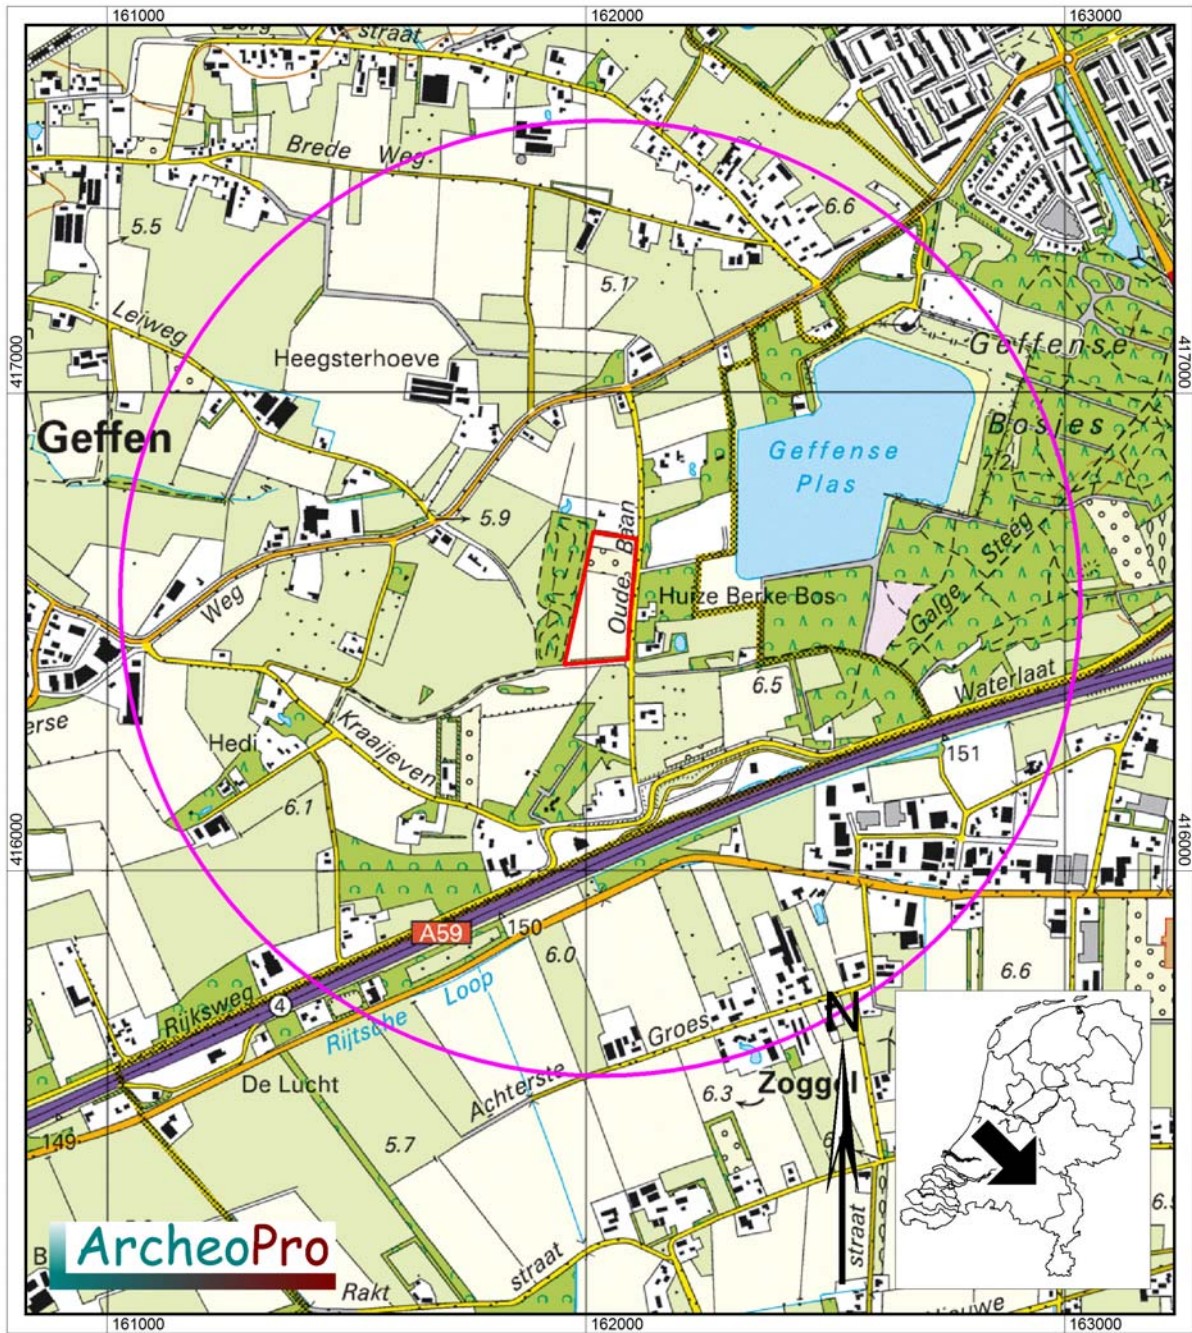 161000
162000
163000
straat
Brede Weg
6.6
5.5
5.1
Leiweg
Heegsterhoeve
Geffense
417000
417000
Geffen
Bosjes
Geffense
Plas
7.2
5.9
Oude Baan
Steeg
Galge
Huize Berke Bos
Weg
6.5
Waterlaat
erse
Hedi
Kraaijeven
151
6.1
416000
416000
A59
150
6.0
6.6
Loop
Rijksweg
4
Rijtsche
N
Groes
De Lucht
Achterste
6.3
Zoggel
149
5.7
ArcheoPro
B
straat
straat
Rakt
161000
162000
163000